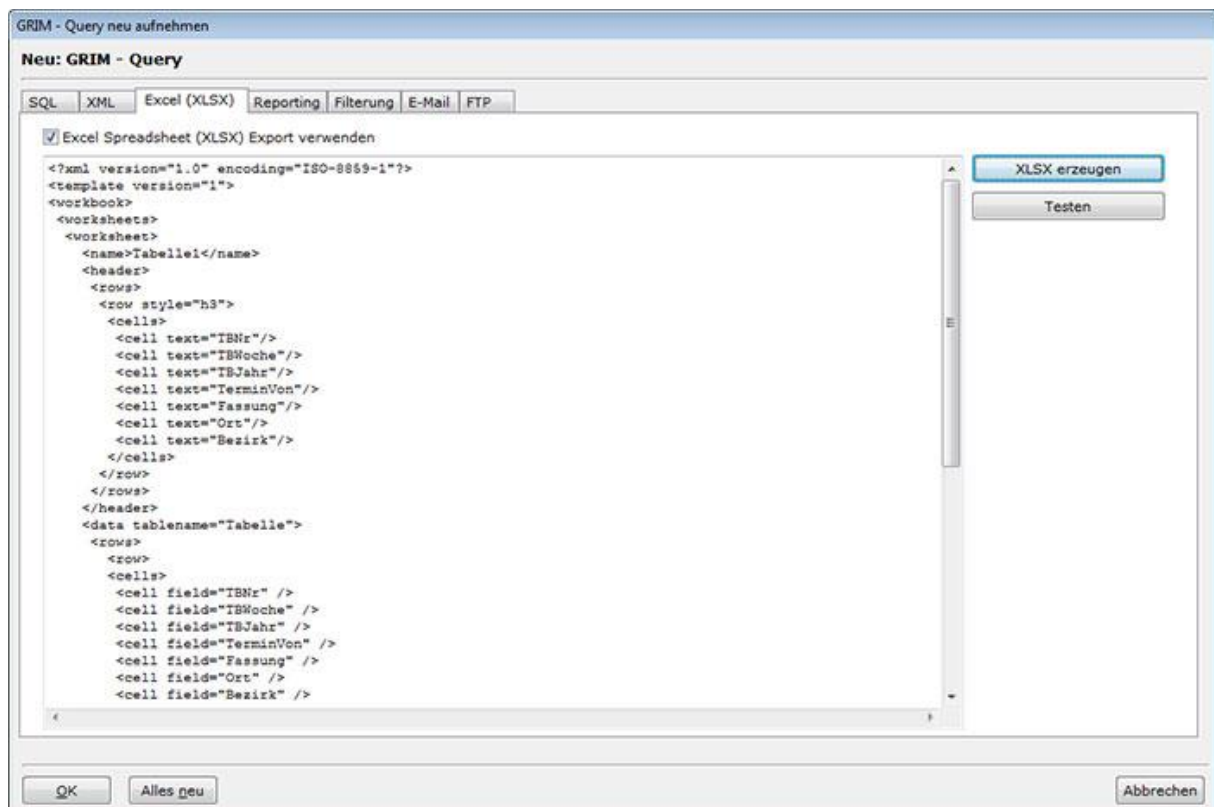 GRIM - Query neu aufnehmen
Neu: GRIM - Query
SQL XML Excel (XLSX) Reporting Filterung E-Mail FTP
Excel Spreadsheet (XLSX) Export verwenden
<?xml version="1.0" encoding="ISO-8859-1"?>
<template version="1">
<workbook>
<worksheets>
<worksheet>
<name>Tabelle1</name>
<header>
<rows>
<row style="h3">
<cells>
<cell text="TBNr"/>
<cell text="TBWoche"/>
<cell text="TBJahr"/>
<cell text="TerminVon"/>
<cell text="Fassung"/>
<cell text="Ort"/>
<cell text="Bezirk"/>
</cells>
</row>
</rows>
</header>
<data tablename="Tabelle">
<rows>
<row>
<cells>
<cell field="TBNr" />
<cell field="TBWoche" />
<cell field="TBJahr" />
<cell field="TerminVon" />
<cell field="Fassung" />
<cell field="Ort" />
<cell field="Bezirk" />
XLSX erzeugen
Testen
OK Alles neu Abbrechen